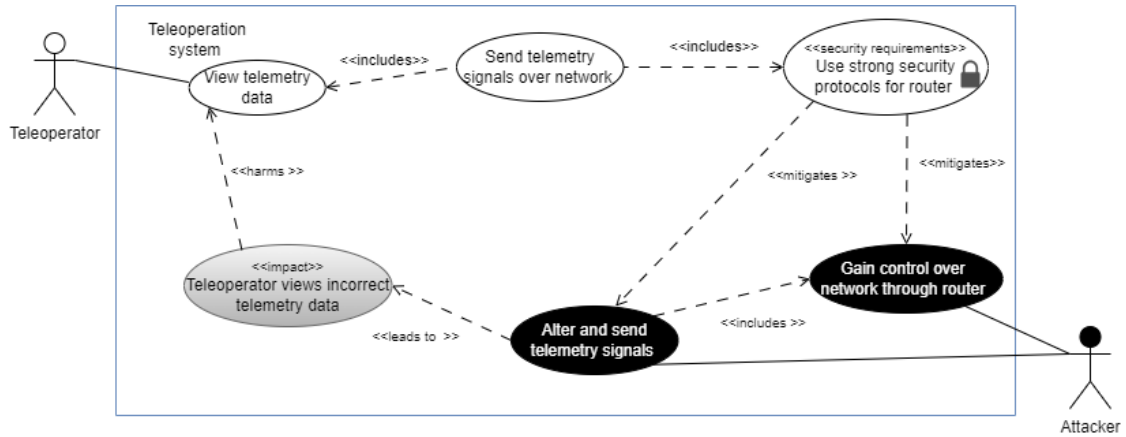 Teleoperation
system
Teleoperator
View telemetry
data
<<includes>>
Send telemetry
signals over network
<<includes>>
<<security requirements>>
Use strong security
protocols for router
<<harms >>
<<mitigates >>
<<mitigates>>
<<impact>>
Teleoperator views incorrect
telemetry data
<<leads to  >>
Alter and send
telemetry signals
<<includes >>
Gain control over
network through router
Attacker